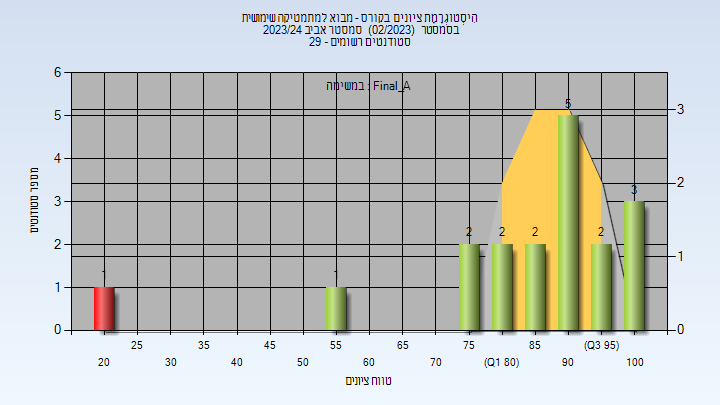 היסטוגרמת ציונים בקורס - מבוא למתמטיקה שימושית
בסמסטר (02/2023) סמסטר אביב 2023/24
סטודנטים רשומים - 29
במשימה : Final_A
מספר סטודנטים
6
5
4
3
2
1
0
3
2
1
0
1
1
2
2
2
5
2
3
25 35 45 55 65 75 85 (Q3 95)
20 30 40 50 60 70 (Q1 80) 90 100
טווח ציונים